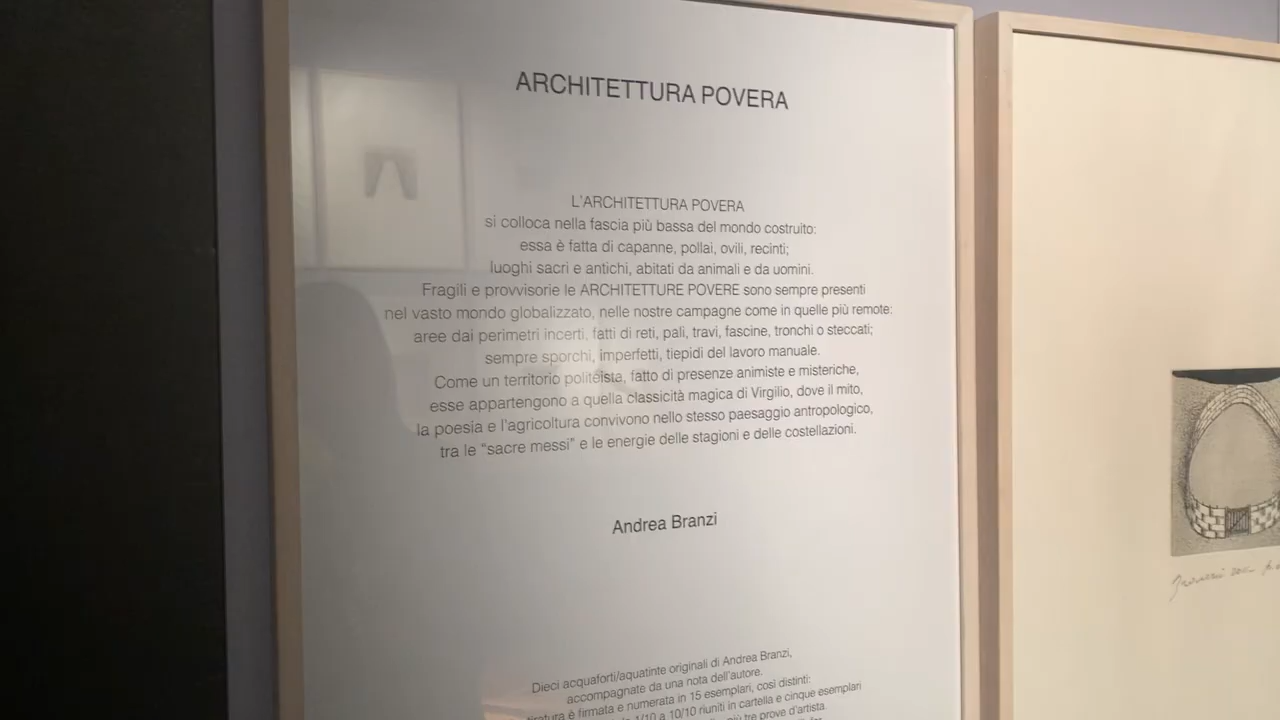 ARCHITETTURA POVERA
L'ARCHITETTURA POVERA
si colloca nella fascia più bassa del mondo costruito:
essa è fatta di capanne, pollai, ovili, recinti;
luoghi sacri e antichi, abitati da animali e da uomini.
Fragili e provvisorie le ARCHITETTURE POVERE sono sempre presenti
nel vasto mondo globalizzato, nelle nostre campagne come in quelle più remote:
aree dai perimetri incerti, fatti di reti, pali, travi, fascine, tronchi o steccati;
sempre sporchi, imperfetti, tiepidi del lavoro manuale.
Come un territorio politeista, fatto di presenze animiste e misteriche,
esse appartengono a quella classicità magica di Virgilio, dove il mito,
la poesia e l'agricoltura convivono nello stesso paesaggio antropologico,
tra le “sacre messi” e le energie delle stagioni e delle costellazioni.
Andrea Branzi
Dieci acquaforti/aquatinte originali di Andrea Branzi,
accompagnate da una nota dell'autore.
tiratura é firmata e numerata in 15 esemplari, così distinti:
1/10 a 10/10 riuniti in cartella e cinque esemplari
più tre prove d'artista.